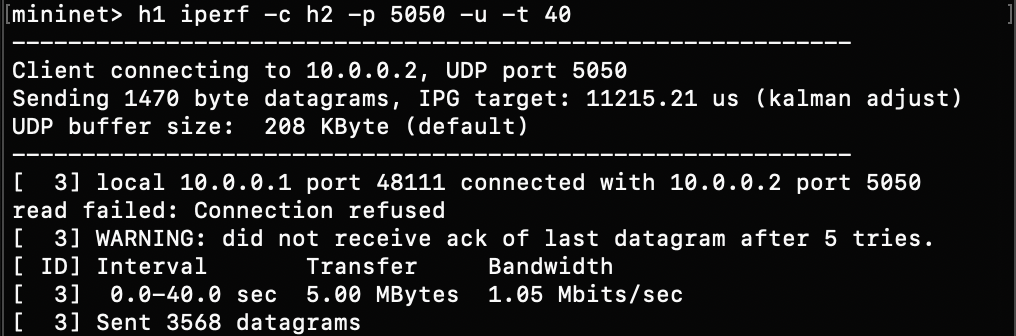 [mininet> h1 iperf -c h2 -p 5050 -u -t 40 ]
------------------------------------------------------------
Client connecting to 10.0.0.2, UDP port 5050
Sending 1470 byte datagrams, IPG target: 11215.21 us (kalman adjust)
UDP buffer size:  208 KByte (default)
------------------------------------------------------------
[  3] local 10.0.0.1 port 48111 connected with 10.0.0.2 port 5050
read failed: Connection refused
[  3] WARNING: did not receive ack of last datagram after 5 tries.
[ ID] Interval       Transfer     Bandwidth
[  3]  0.0-40.0 sec  5.00 MBytes  1.05 Mbits/sec
[  3] Sent 3568 datagrams